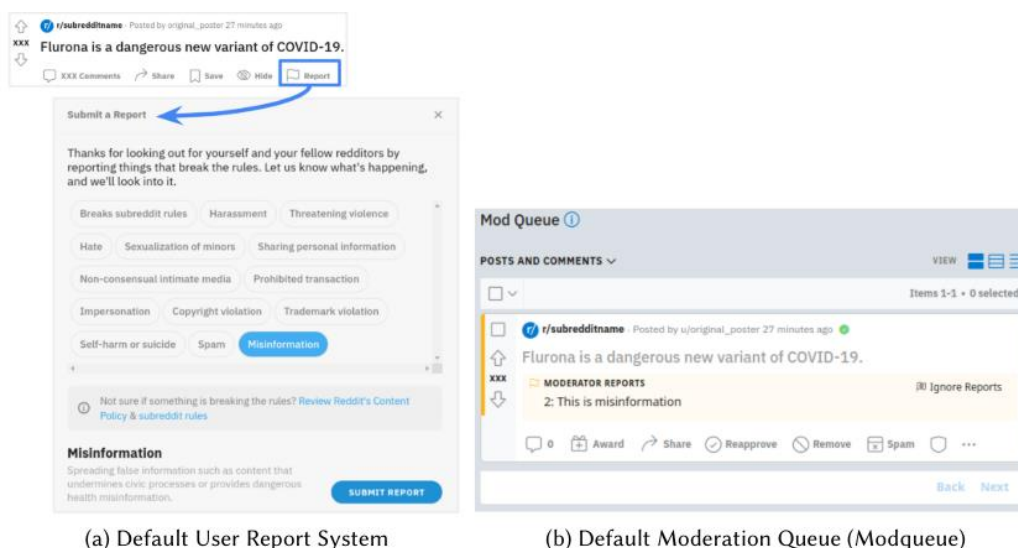 r/subredditname · Posted by original_poster 27 minutes ago
xxx
Flurona is a dangerous new variant of COVID-19.
XXX Comments Share Save Hide Report
Submit a Report
Thanks for looking out for yourself and your fellow redditors by
reporting things that break the rules. Let us know what's happening,
and we'll look into it.
Breaks subreddit rules Harassment Threatening violence
Hate Sexualization of minors Sharing personal information
Non-consensual intimate media Prohibited transaction
Impersonation Copyright violation Trademark violation
Self-harm or suicide Spam Misinformation
Not sure if something is breaking the rules? Review Reddit's Content
Policy & subreddit rules
Misinformation
Spreading false information such as content that
undermines civic processes or provides dangerous
health misinformation.
SUBMIT REPORT
(a) Default User Report System
Mod Queue
POSTS AND COMMENTS
VIEW
Items 1-1 • 0 selected
r/subredditname · Posted by u/original_poster 27 minutes ago
Flurona is a dangerous new variant of COVID-19.
xxx
MODERATOR REPORTS
2: This is misinformation
Ignore Reports
0 Award Share Reapprove Remove Spam
Back Next
(b) Default Moderation Queue (Modqueue)